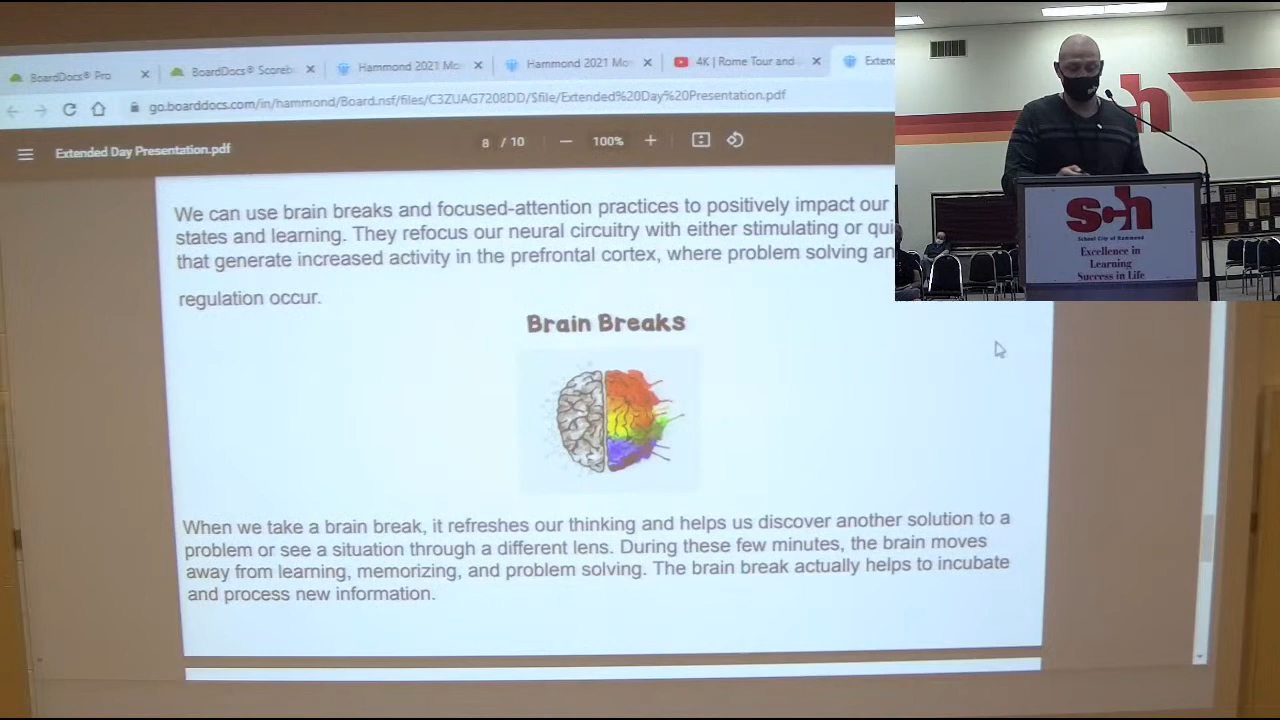 BoardDocs® Pro
BoardDocs® Scoreb
Hammond 2021 Mo
Hammond 2021 Mo
4K | Rome Tour and
Exten
go.boarddocs.com/in/hammond/Board.nsf/files/C3ZUAG7208DD/$file/Extended%20Day%20Presentation.pdf
Extended Day Presentation.pdf
8 / 10
100%
We can use brain breaks and focused-attention practices to positively impact our
states and learning. They refocus our neural circuitry with either stimulating or qui
that generate increased activity in the prefrontal cortex, where problem solving an
regulation occur.
Brain Breaks
When we take a brain break, it refreshes our thinking and helps us discover another solution to a
problem or see a situation through a different lens. During these few minutes, the brain moves
away from learning, memorizing, and problem solving. The brain break actually helps to incubate
and process new information.
sch
sch
School City of Hammond
Excellence in
Learning
Success in Life